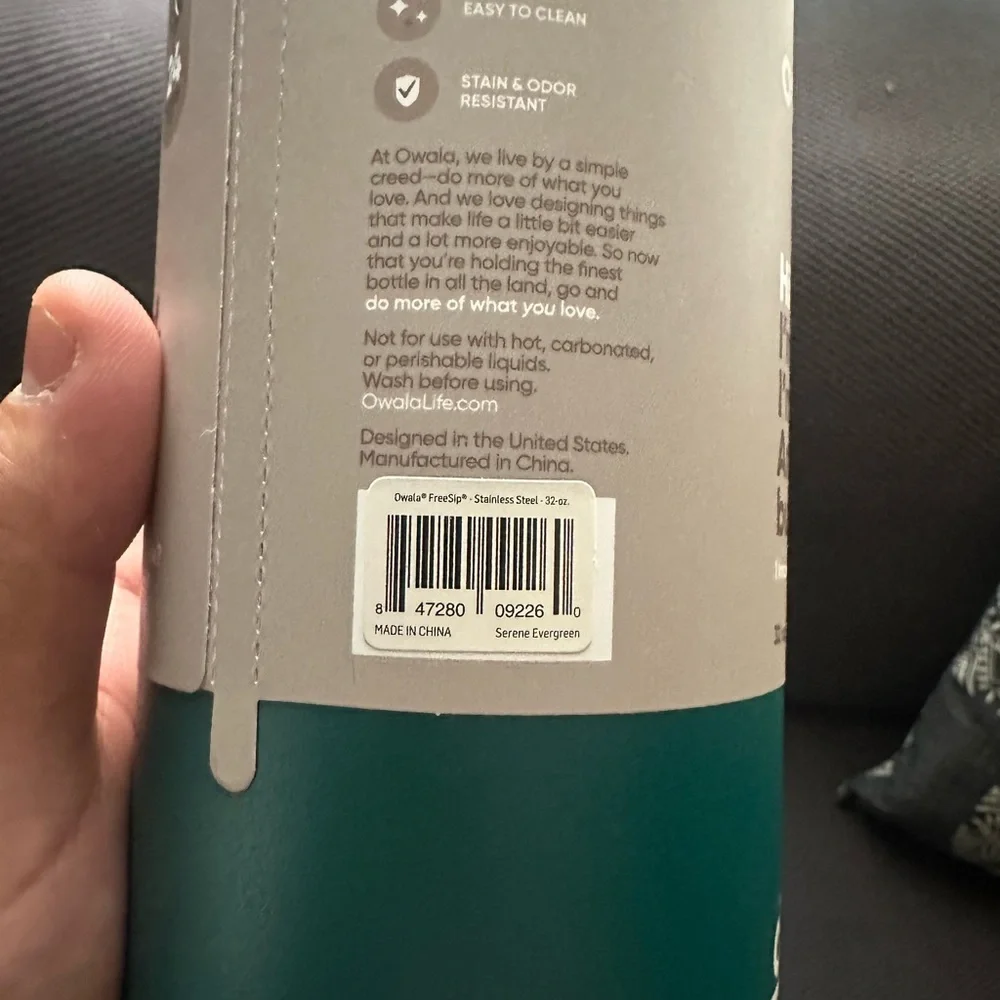 EASY TO CLEAN
STAIN & ODOR
RESISTANT
At Owala, we live by a simple
creed—do more of what you
love. And we love designing things
that make life a little bit easier
and a lot more enjoyable. So now
that you're holding the finest
bottle in all the land, go and
do more of what you love.
Not for use with hot, carbonated,
or perishable liquids.
Wash before using.
OwalaLife.com
Designed in the United States.
Manufactured in China.
Owala® FreeSip® - Stainless Steel - 32-oz.
8 47280 09226 0
MADE IN CHINA Serene Evergreen